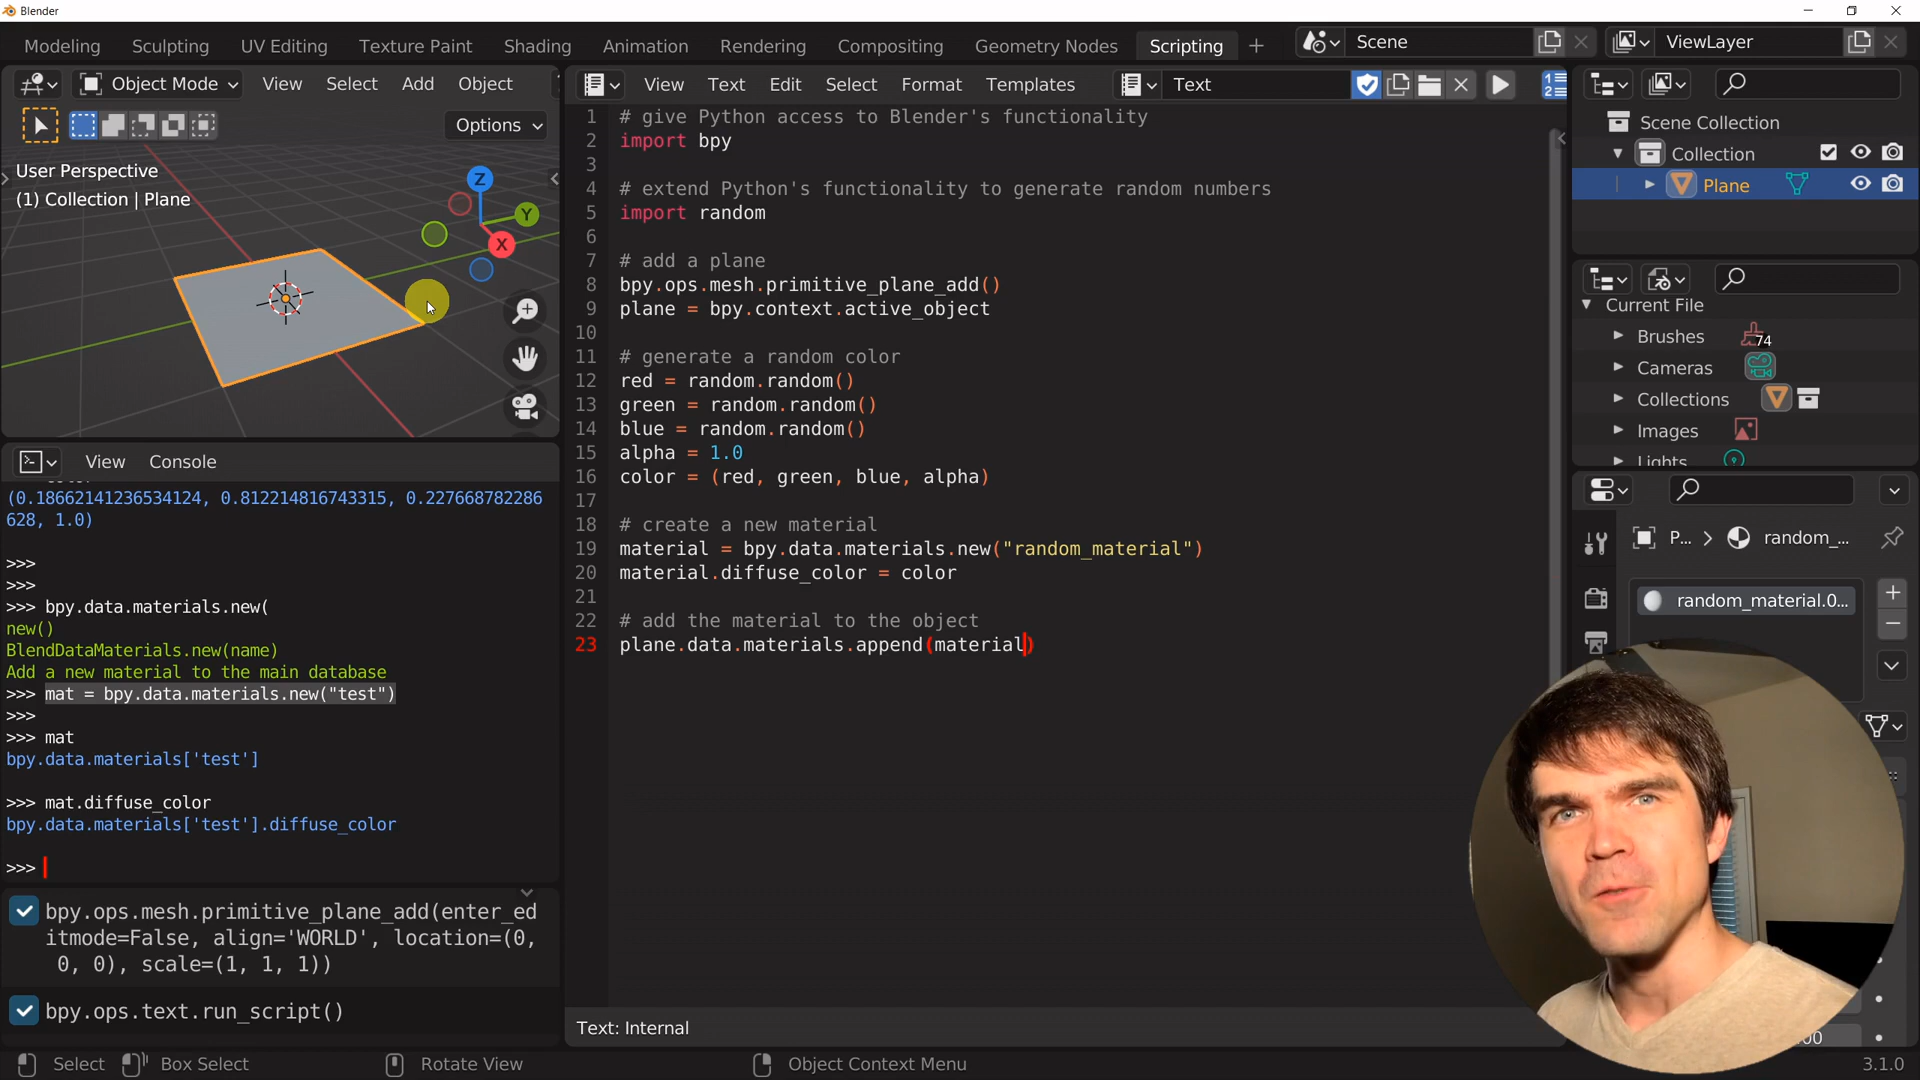 Blender
Modeling Sculpting UV Editing Texture Paint Shading Animation Rendering Compositing Geometry Nodes Scripting + Scene ViewLayer
Object Mode View Select Add Object
View Text Edit Select Format Templates Text
Options
User Perspective
(1) Collection | Plane
Z
Y
X
1 # give Python access to Blender's functionality
2 import bpy
3
4 # extend Python's functionality to generate random numbers
5 import random
6
7 # add a plane
8 bpy.ops.mesh.primitive_plane_add()
9 plane = bpy.context.active_object
10
11 # generate a random color
12 red = random.random()
13 green = random.random()
14 blue = random.random()
15 alpha = 1.0
16 color = (red, green, blue, alpha)
17
18 # create a new material
19 material = bpy.data.materials.new("random_material")
20 material.diffuse_color = color
21
22 # add the material to the object
23 plane.data.materials.append(material)
Text: Internal
View Console
(0.18662141236534124, 0.812214816743315, 0.227668782286
628, 1.0)
>>>
>>>
>>> bpy.data.materials.new(
new()
BlendDataMaterials.new(name)
Add a new material to the main database
>>> mat = bpy.data.materials.new("test")
>>>
>>> mat
bpy.data.materials['test']
>>> mat.diffuse_color
bpy.data.materials['test'].diffuse_color
>>>
bpy.ops.mesh.primitive_plane_add(enter_ed
itmode=False, align='WORLD', location=(0,
0, 0), scale=(1, 1, 1))
bpy.ops.text.run_script()
Scene Collection
Collection
Plane
Current File
Brushes 74
Cameras
Collections
Images
Lights
P... > random_...
random_material.0...
Select Box Select Rotate View Object Context Menu 3.1.0